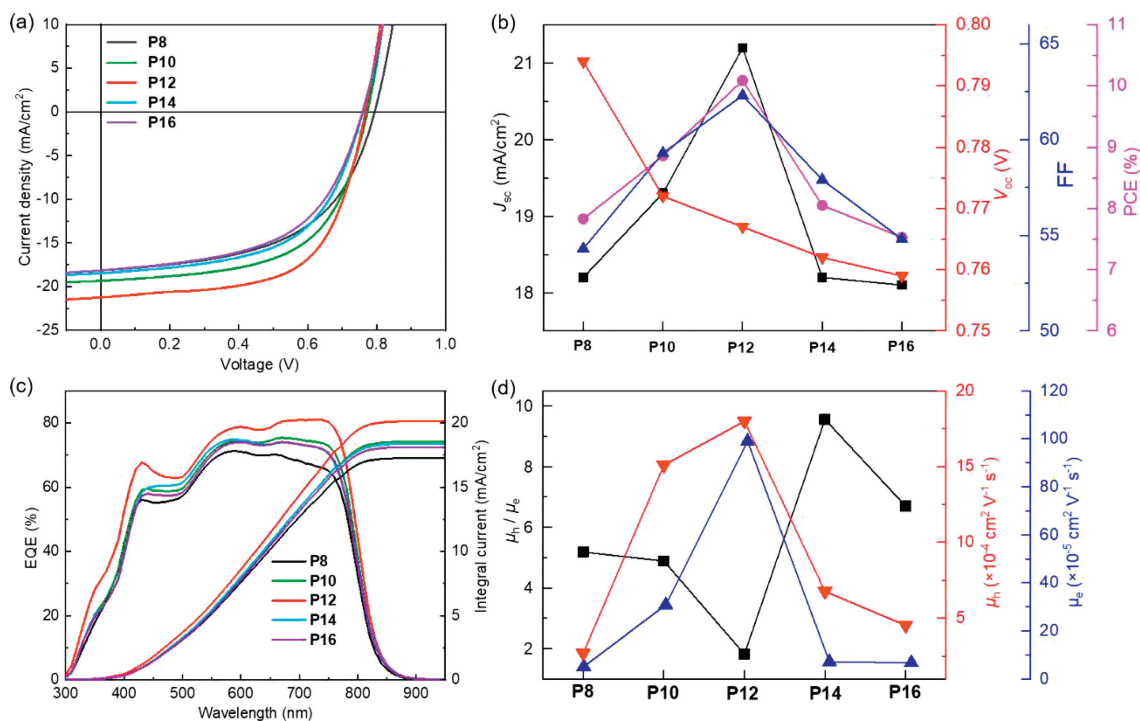 (a)
P8
P10
P12
P14
P16
Current density (mA/cm²)
10
5
0
-5
-10
-15
-20
-25
0.0 0.2 0.4 0.6 0.8 1.0
Voltage (V)
(b)
Jsc (mA/cm²)
21
20
19
18
P8 P10 P12 P14 P16
0.80
0.79
0.78
0.77
0.76
0.75
Voc (V)
65
60
55
50
FF
11
10
9
8
7
6
PCE (%)
(c)
EQE (%)
80
60
40
20
0
300 400 500 600 700 800 900
Wavelength (nm)
P8
P10
P12
P14
P16
20
15
10
5
0
Integral current (mA/cm²)
(d)
μh / μe
10
8
6
4
2
P8 P10 P12 P14 P16
20
15
10
5
μh (×10⁻⁴ cm² V⁻¹ s⁻¹)
120
100
80
60
40
20
0
μe (×10⁻⁵ cm² V⁻¹ s⁻¹)